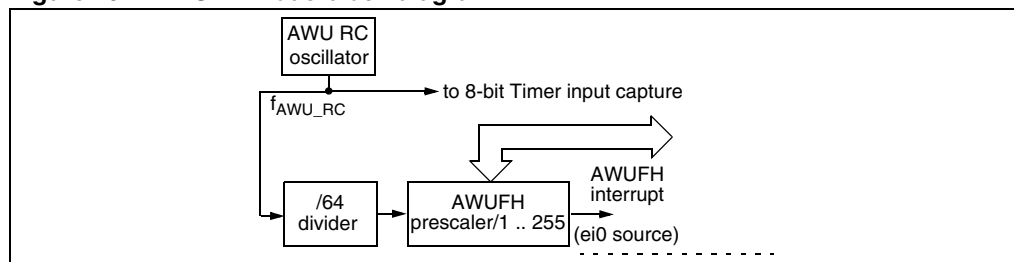 AWU RC
oscillator
to 8-bit Timer input capture
fAWU_RC
AWUFH
interrupt
/64
divider
AWUFH
prescaler/1 .. 255
(ei0 source)